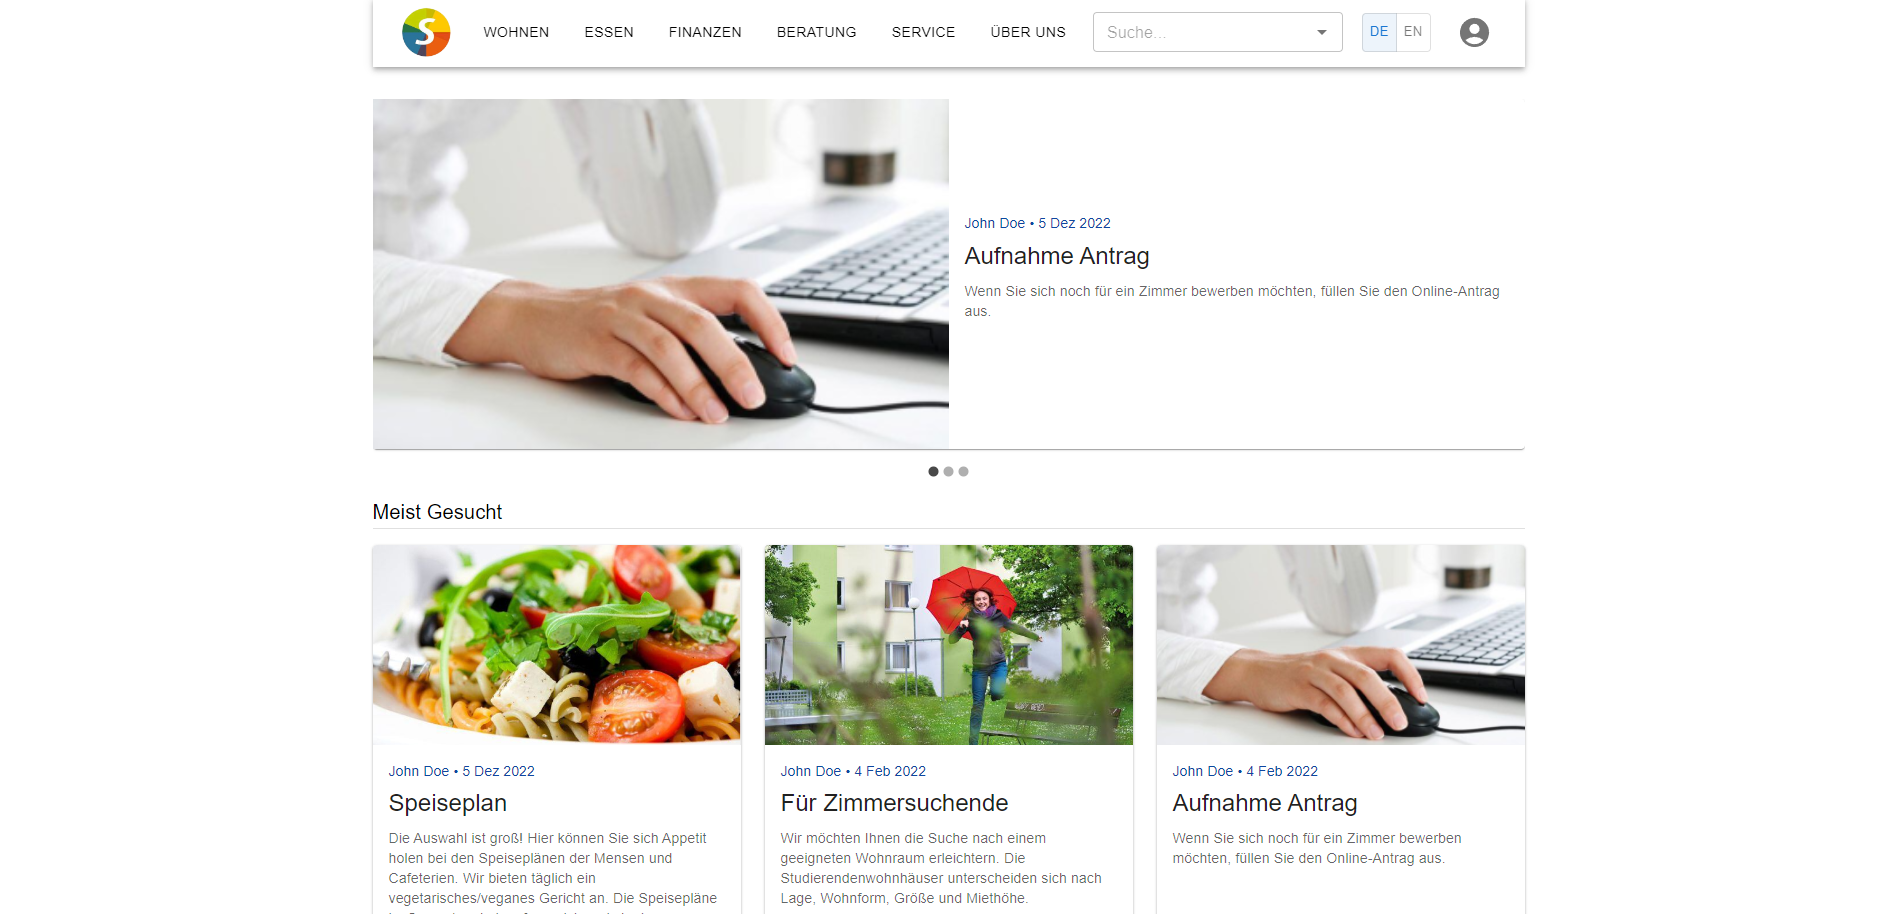 S WOHNEN ESSEN FINANZEN BERATUNG SERVICE ÜBER UNS Suche... DE EN
John Doe • 5 Dez 2022
Aufnahme Antrag
Wenn Sie sich noch für ein Zimmer bewerben möchten, füllen Sie den Online-Antrag
aus.
Meist Gesucht
John Doe • 5 Dez 2022
Speiseplan
Die Auswahl ist groß! Hier können Sie sich Appetit
holen bei den Speiseplänen der Mensen und
Cafeterien. Wir bieten täglich ein
vegetarisches/veganes Gericht an. Die Speisepläne
John Doe • 4 Feb 2022
Für Zimmersuchende
Wir möchten Ihnen die Suche nach einem
geeigneten Wohnraum erleichtern. Die
Studierendenwohnhäuser unterscheiden sich nach
Lage, Wohnform, Größe und Miethöhe.
John Doe • 4 Feb 2022
Aufnahme Antrag
Wenn Sie sich noch für ein Zimmer bewerben
möchten, füllen Sie den Online-Antrag aus.